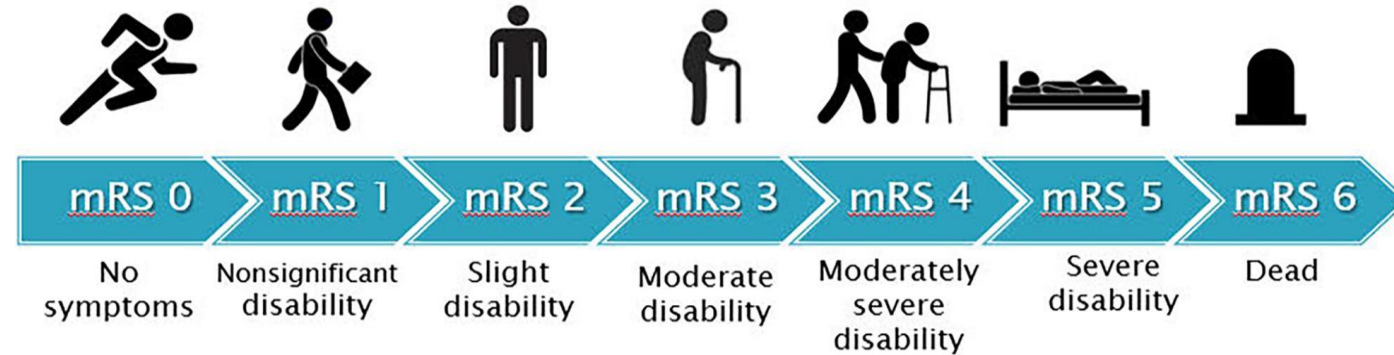 mRS 0 mRS 1 mRS 2 mRS 3 mRS 4 mRS 5 mRS 6
No
symptoms
Nonsignificant
disability
Slight
disability
Moderate
disability
Moderately
severe
disability
Severe
disability
Dead